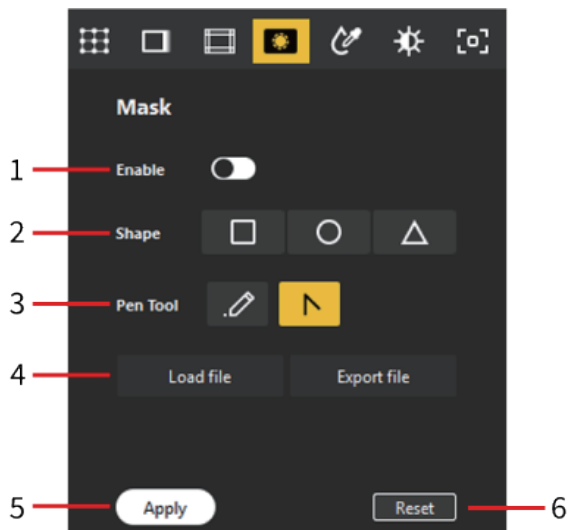 Mask
1 Enable
2 Shape
3 Pen Tool
4 Load file Export file
5 Apply Reset 6